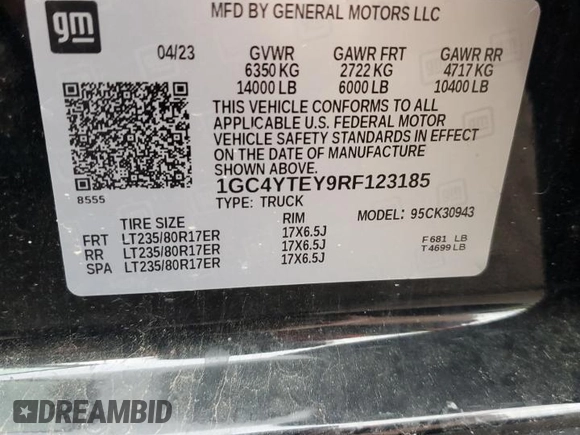 MFD BY GENERAL MOTORS LLC
gm
04/23 GVWR GAWR FRT GAWR RR
6350 KG 2722 KG 4717 KG
14000 LB 6000 LB 10400 LB
THIS VEHICLE CONFORMS TO ALL
APPLICABLE U.S. FEDERAL MOTOR
VEHICLE SAFETY STANDARDS IN EFFECT
ON THE DATE OF MANUFACTURE
SHOWN ABOVE.
8555
1GC4YTEY9RF123185
TYPE: TRUCK MODEL: 95CK30943
TIRE SIZE RIM
FRT LT235/80R17ER 17X6.5J F 681 LB
RR LT235/80R17ER 17X6.5J T 4699 LB
SPA LT235/80R17ER 17X6.5J
DREAMBID